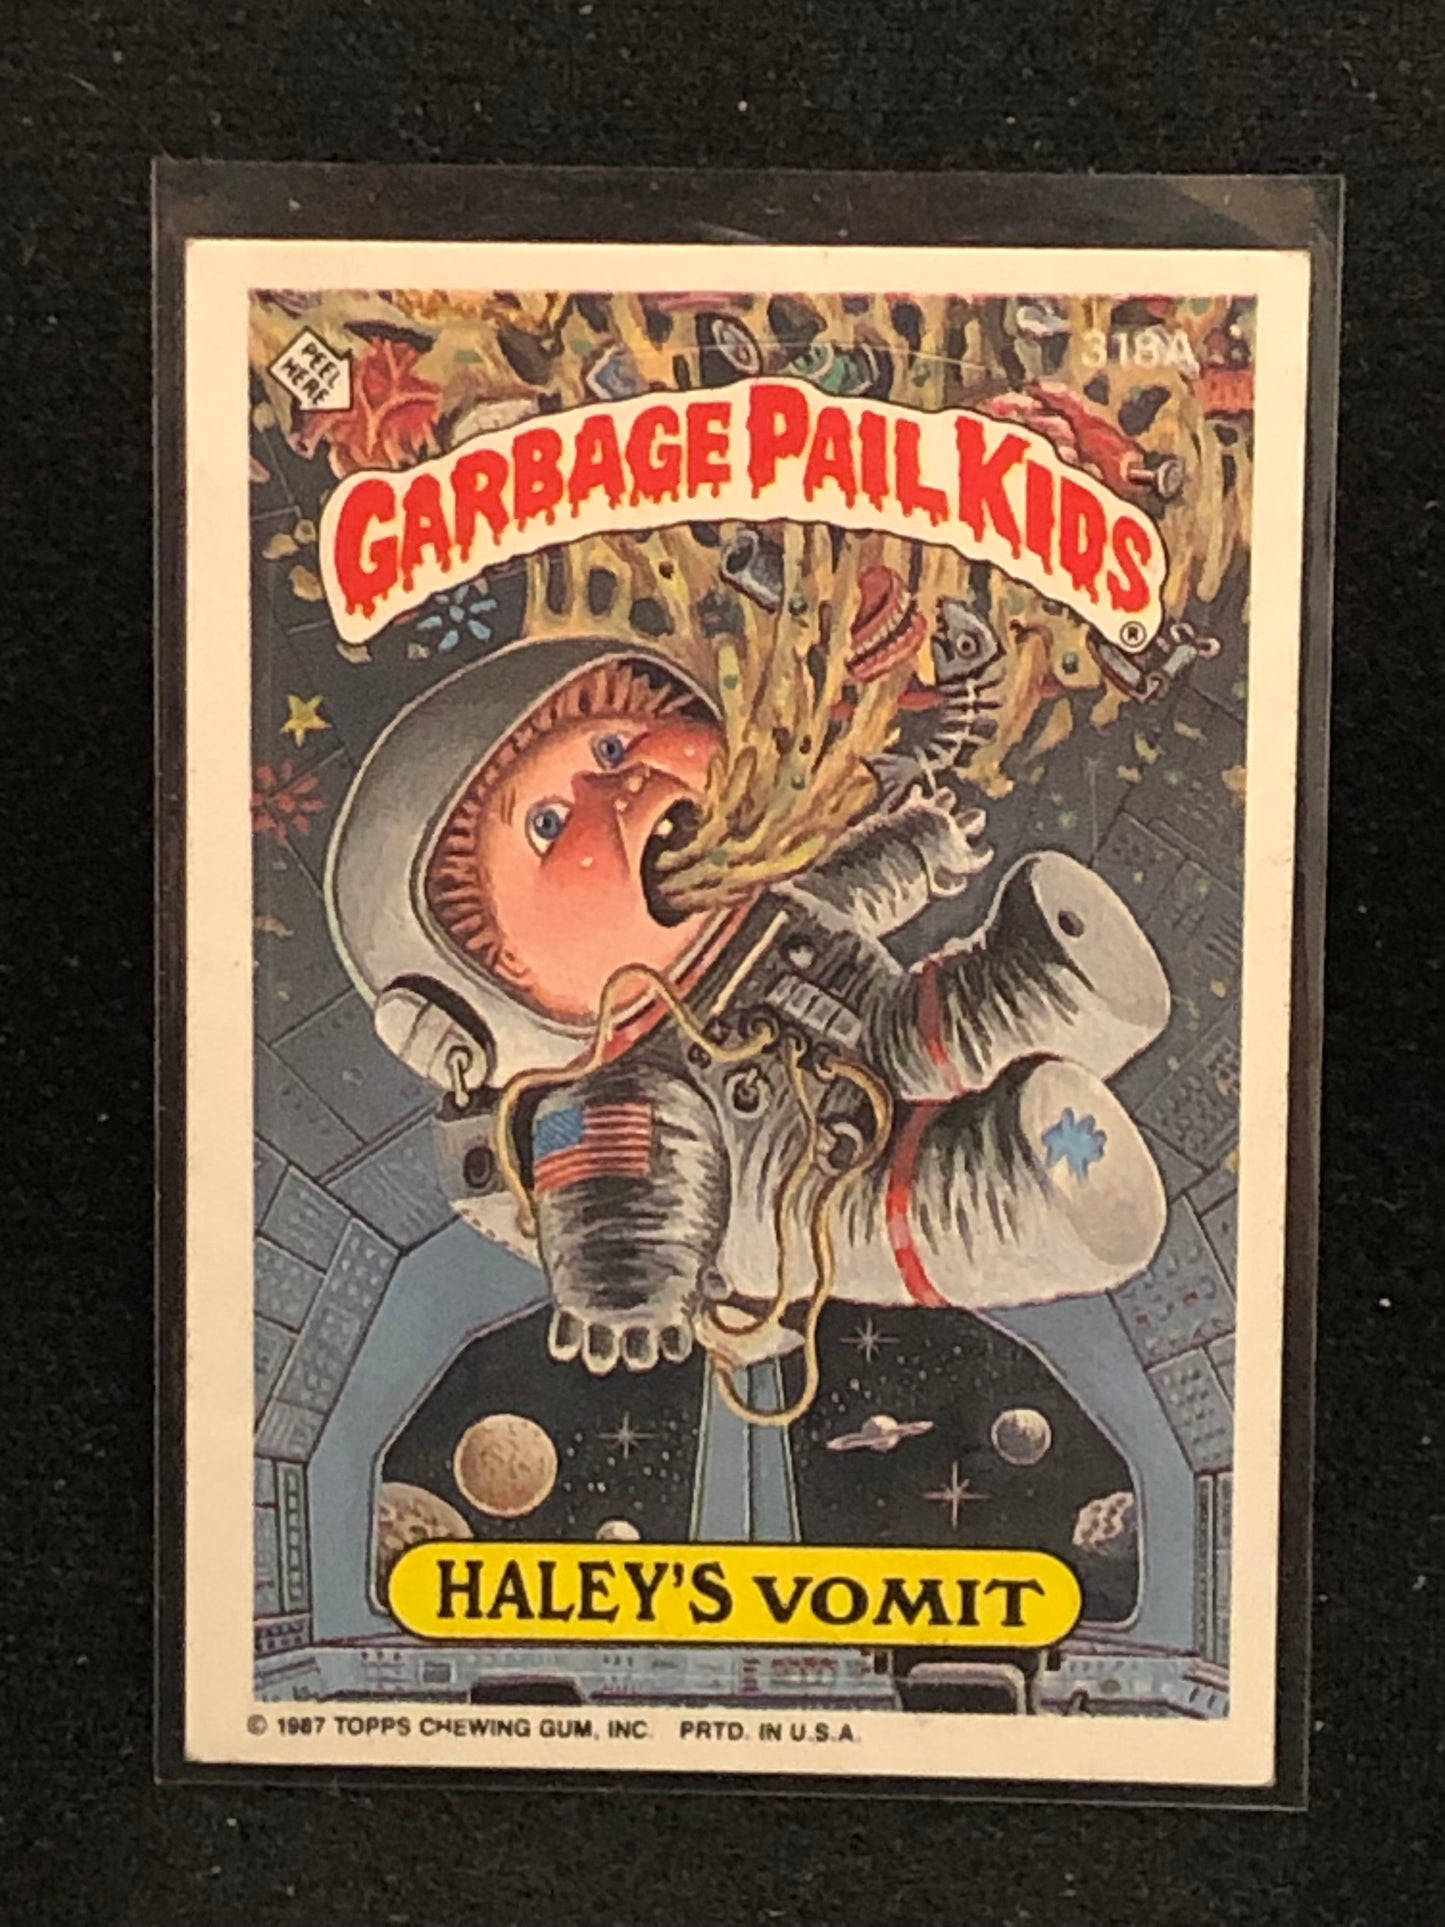 PEEL
HERE
318A
GARBAGE PAIL KIDS
®
HALEY'S VOMIT
© 1987 TOPPS CHEWING GUM, INC. PRTD. IN U.S.A.